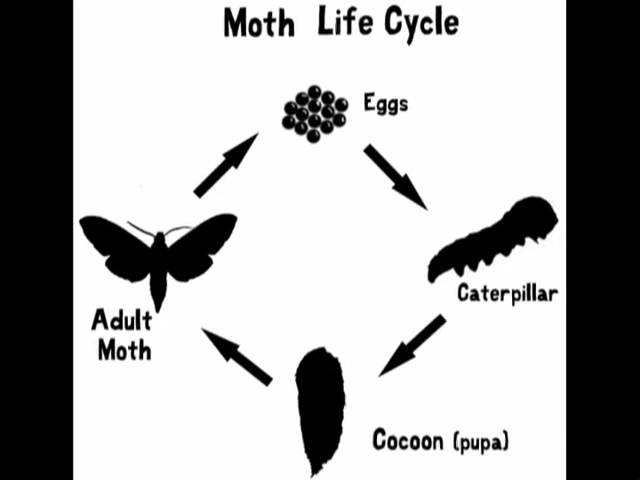 Moth Life Cycle
Eggs
Caterpillar
Adult
Moth
Cocoon (pupa)